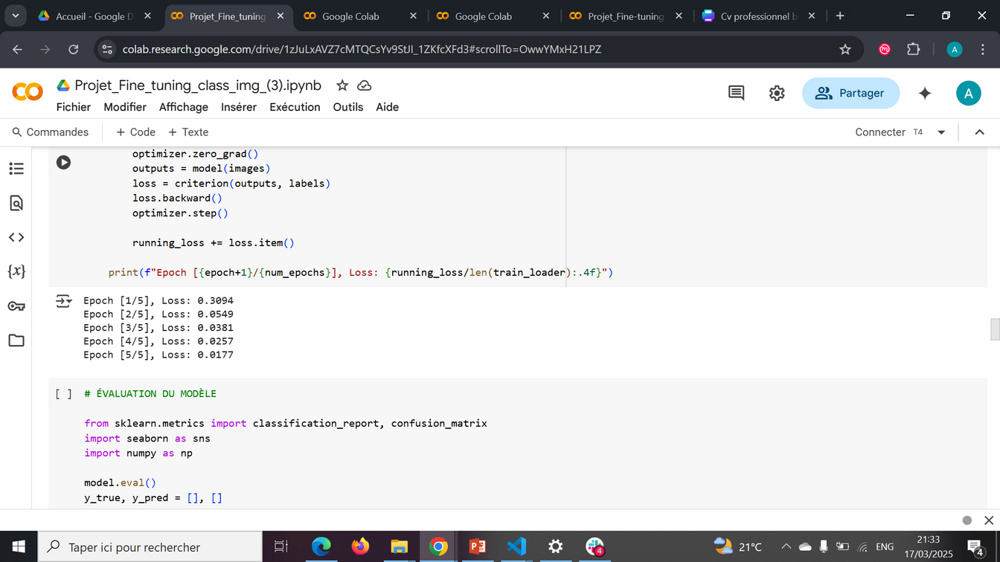 Accueil - Google D
Projet_Fine_tuning
Google Colab
Google Colab
Projet_Fine-tuning
Cv professionnel b
colab.research.google.com/drive/1zJuLxAVZ7cMTQCsYv9StJI_1ZKfcXFd3#scrollTo=OwwYMxH21LPZ
A
Projet_Fine_tuning_class_img_(3).ipynb
Partager
A
Fichier Modifier Affichage Insérer Exécution Outils Aide
Commandes + Code + Texte Connecter T4
optimizer.zero_grad()
outputs = model(images)
loss = criterion(outputs, labels)
loss.backward()
optimizer.step()
running_loss += loss.item()
print(f"Epoch [{epoch+1}/{num_epochs}], Loss: {running_loss/len(train_loader):.4f}")
Epoch [1/5], Loss: 0.3094
Epoch [2/5], Loss: 0.0549
Epoch [3/5], Loss: 0.0381
Epoch [4/5], Loss: 0.0257
Epoch [5/5], Loss: 0.0177
[ ] # ÉVALUATION DU MODÈLE
from sklearn.metrics import classification_report, confusion_matrix
import seaborn as sns
import numpy as np
model.eval()
y_true, y_pred = [], []
Taper ici pour rechercher
4
21°C
ENG
21:33
17/03/2025
4